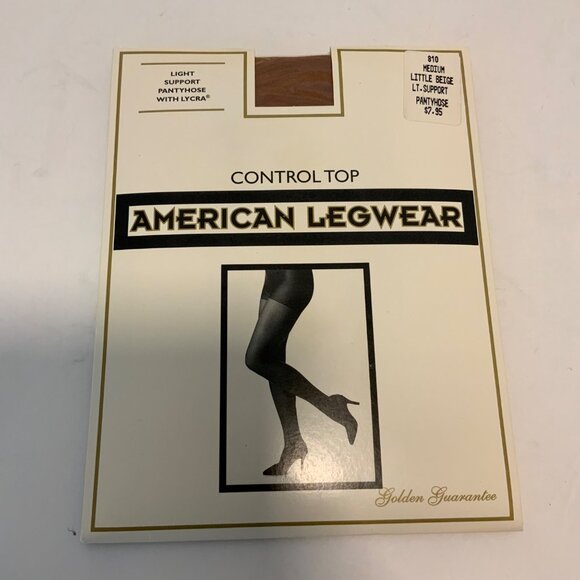 LIGHT
SUPPORT
PANTYHOSE
WITH LYCRA®
810
MEDIUM
LITTLE BEIGE
LT.SUPPORT
PANTYHOSE
$7.95
CONTROL TOP
AMERICAN LEGWEAR
Golden Guarantee